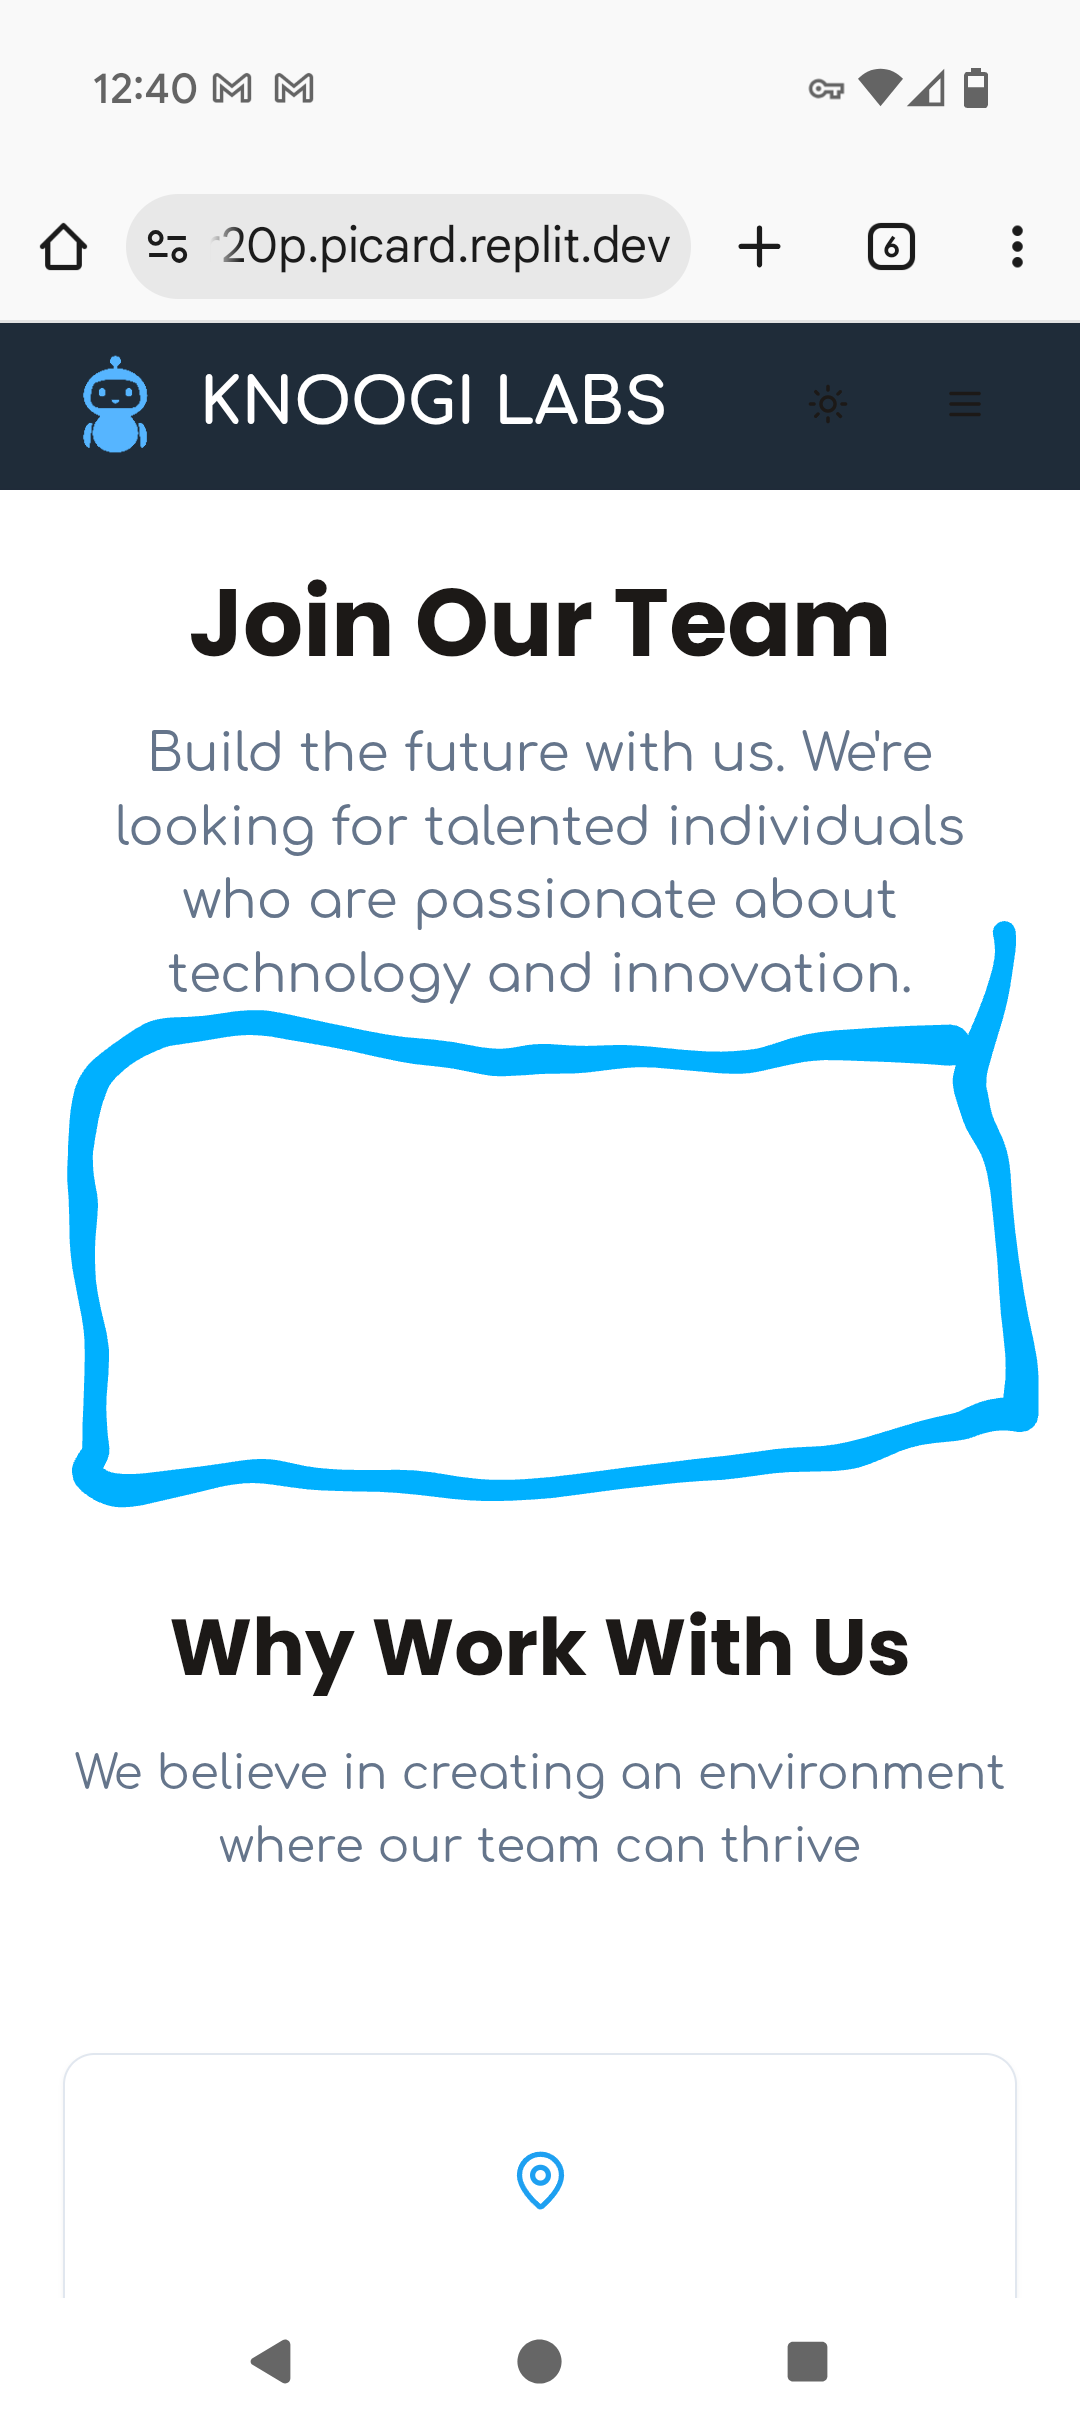 12:40
20p.picard.replit.dev
6
KNOOGI LABS
Join Our Team
Build the future with us. We're
looking for talented individuals
who are passionate about
technology and innovation.
Why Work With Us
We believe in creating an environment
where our team can thrive